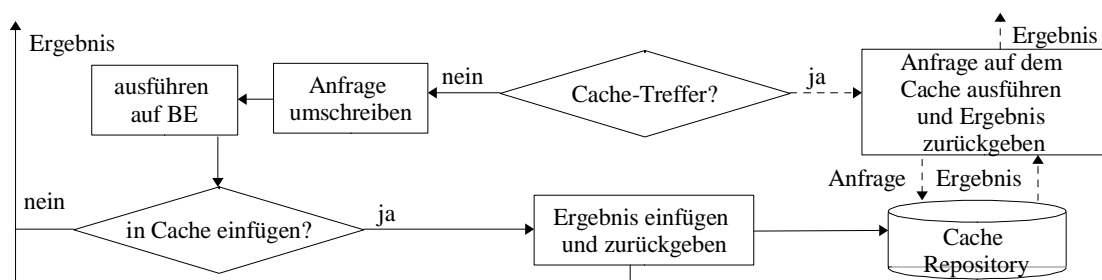 Ergebnis
Ergebnis
ausführen
auf BE
Anfrage
umschreiben
nein
Cache-Treffer?
ja
Anfrage auf dem
Cache ausführen
und Ergebnis
zurückgeben
Anfrage
Ergebnis
nein
in Cache einfügen?
ja
Ergebnis einfügen
und zurückgeben
Cache
Repository